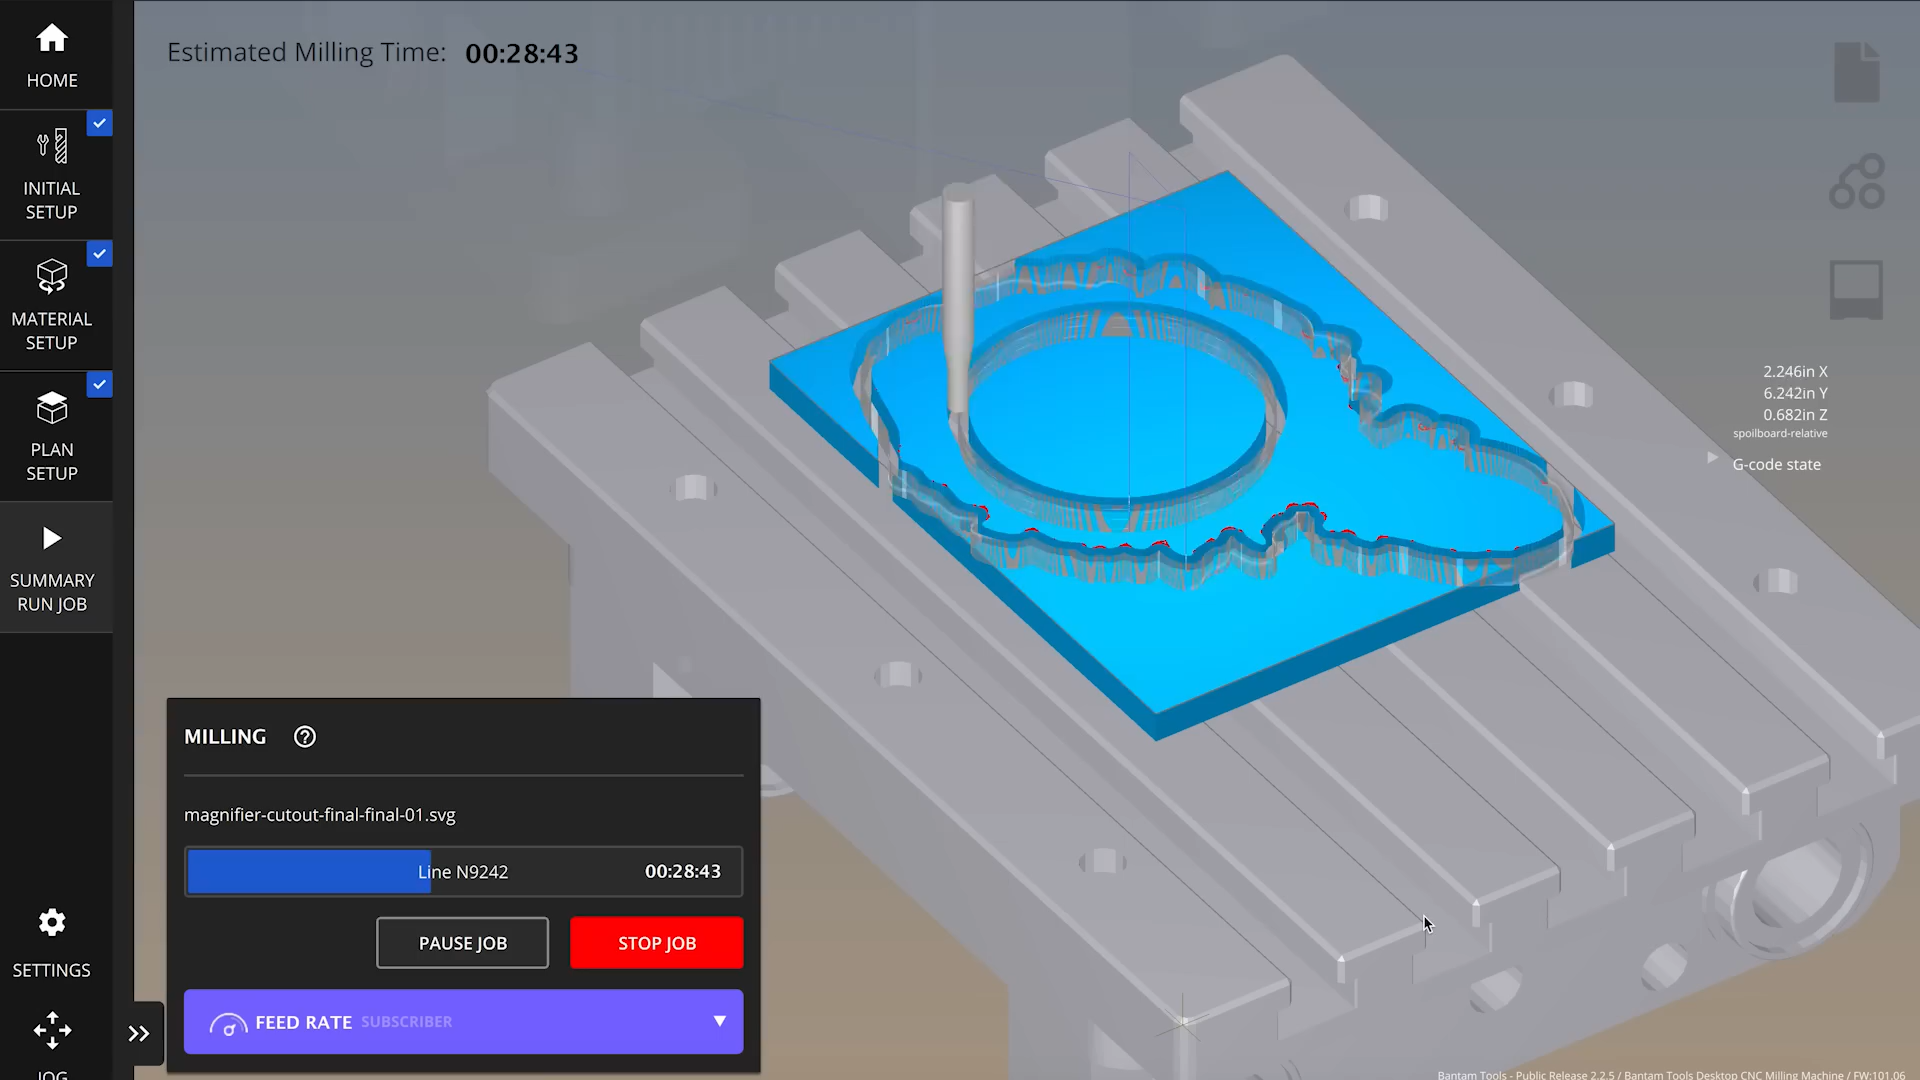 HOME
INITIAL
SETUP
MATERIAL
SETUP
PLAN
SETUP
SUMMARY
RUN JOB
SETTINGS
JOG
Estimated Milling Time: 00:28:43
2.246in X
6.242in Y
0.682in Z
spoilboard-relative
G-code state
MILLING ?
magnifier-cutout-final-final-01.svg
Line N9242 00:28:43
PAUSE JOB STOP JOB
FEED RATE SUBSCRIBER
Bantam Tools - Public Release 2.2.5 / Bantam Tools Desktop CNC Milling Machine / FW:101.06